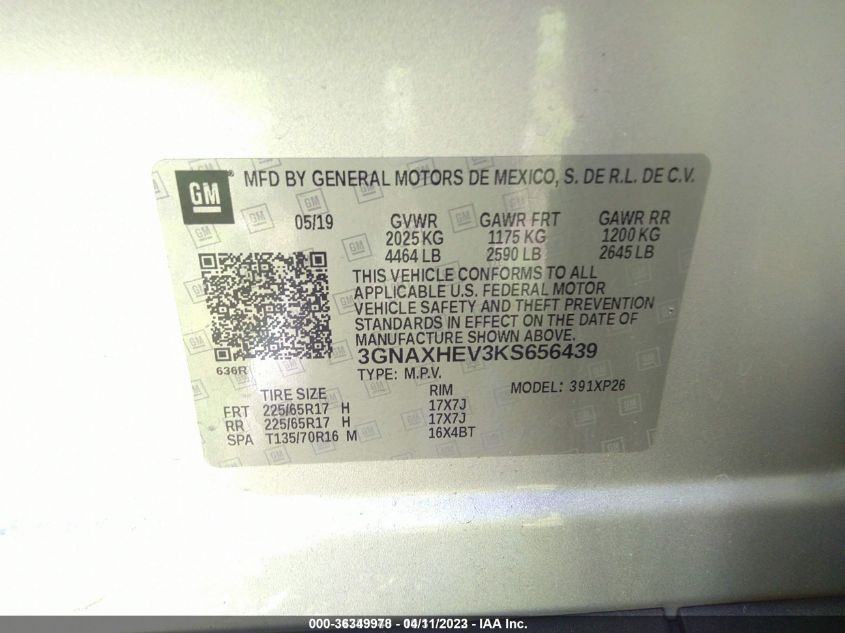 GM ® MFD BY GENERAL MOTORS DE MEXICO, S. DE R.L. DE C.V.
05/19 GVWR GAWR FRT GAWR RR
2025 KG 1175 KG 1200 KG
4464 LB 2590 LB 2645 LB
THIS VEHICLE CONFORMS TO ALL
APPLICABLE U.S. FEDERAL MOTOR
VEHICLE SAFETY AND THEFT PREVENTION
STANDARDS IN EFFECT ON THE DATE OF
MANUFACTURE SHOWN ABOVE.
636R 3GNAXHEV3KS656439
TYPE: M.P.V.
TIRE SIZE RIM MODEL: 391XP26
FRT 225/65R17 H 17X7J
RR 225/65R17 H 17X7J
SPA T135/70R16 M 16X4BT
000-36349978 - 04/11/2023 - IAA Inc.